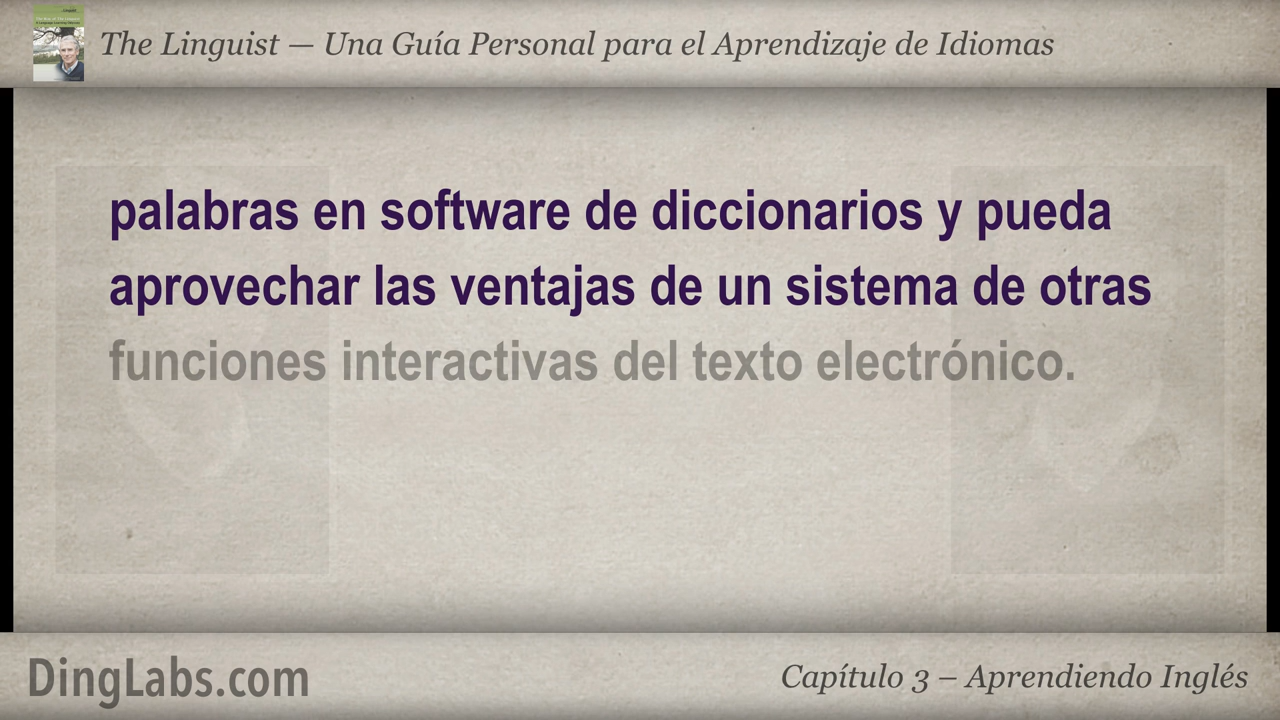 The Linguist — Una Guía Personal para el Aprendizaje de Idiomas
palabras en software de diccionarios y pueda
aprovechar las ventajas de un sistema de otras
funciones interactivas del texto electrónico.
DingLabs.com
Capítulo 3 – Aprendiendo Inglés